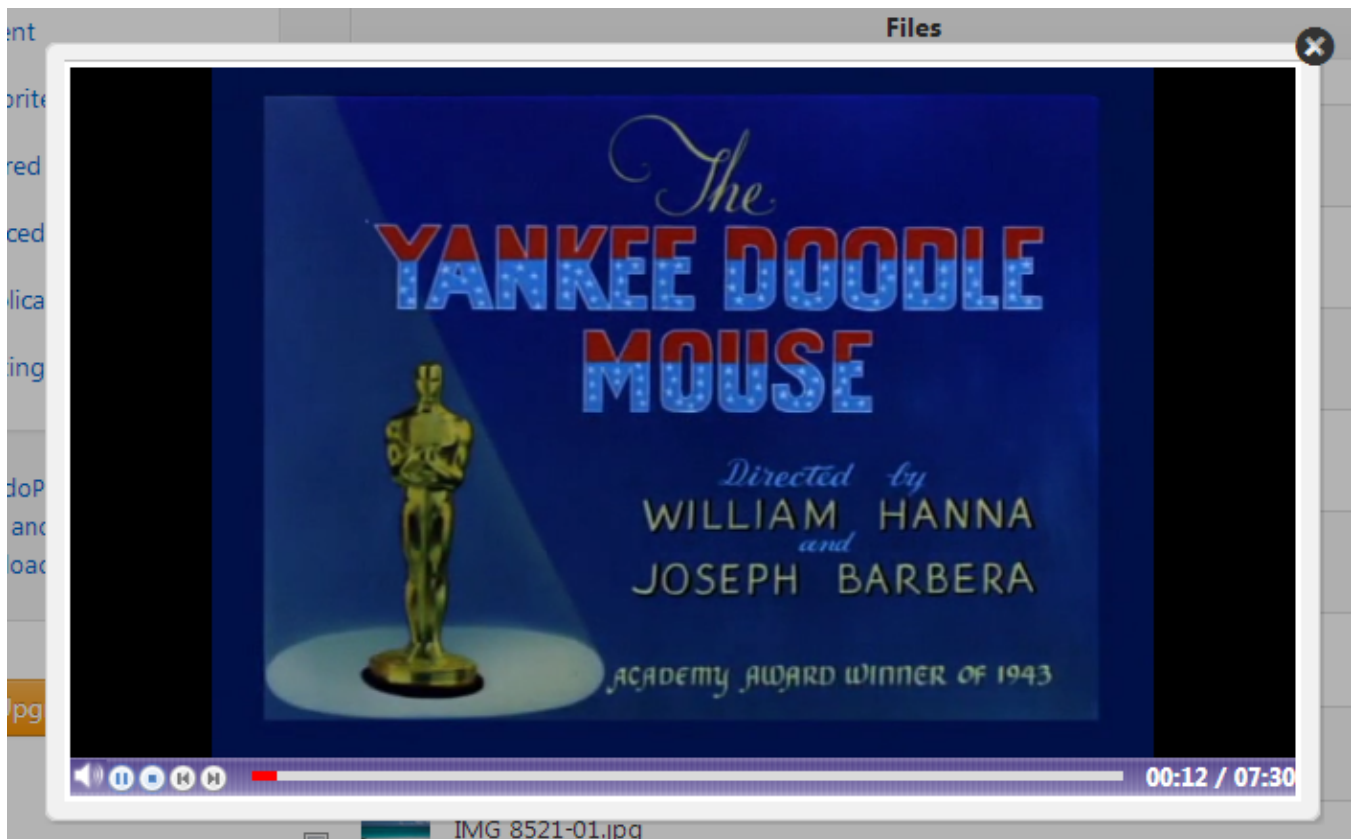 Files
The
YANKEE DOODLE
MOUSE
Directed by
WILLIAM HANNA
and
JOSEPH BARBERA
ACADEMY AWARD WINNER OF 1943
00:12 / 07:30
IMG 8521-01.jpg